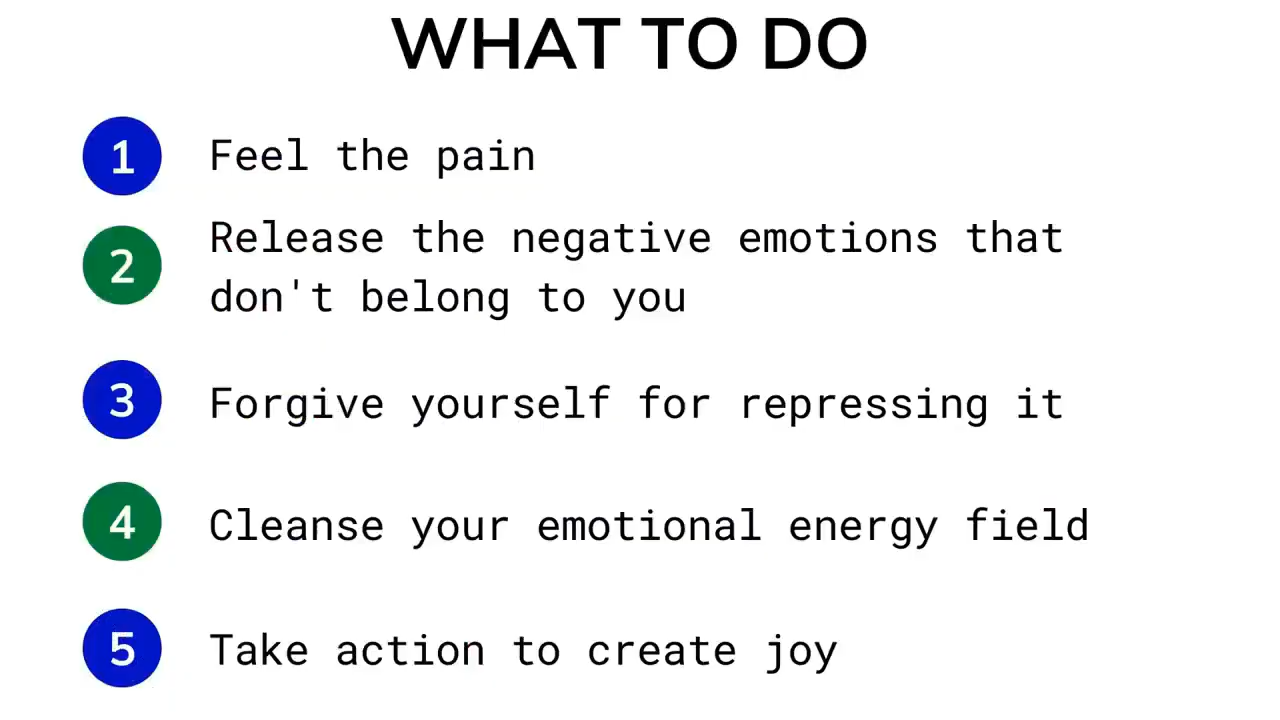 WHAT TO DO
1 Feel the pain
2 Release the negative emotions that
don't belong to you
3 Forgive yourself for repressing it
4 Cleanse your emotional energy field
5 Take action to create joy